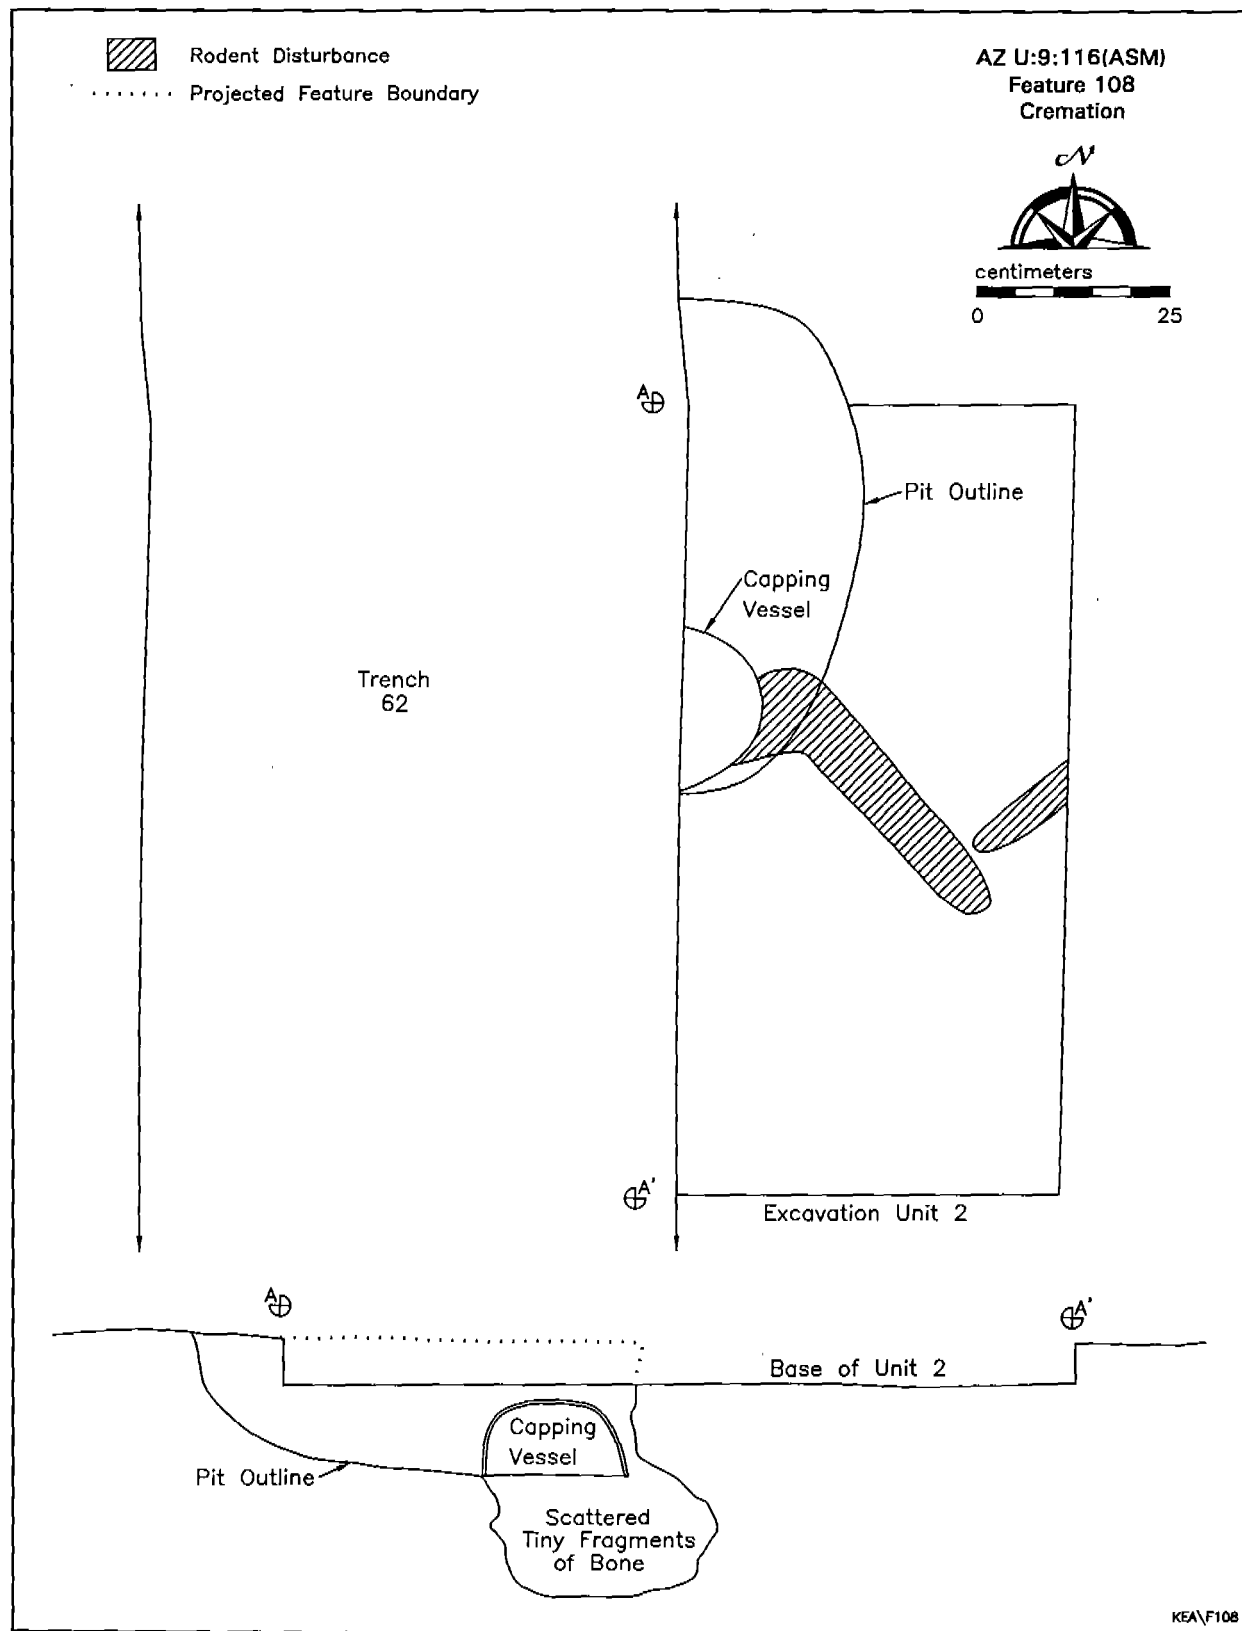 Rodent Disturbance
Projected Feature Boundary
AZ U:9:116(ASM)
Feature 108
Cremation
N
centimeters
0 25
A
Pit Outline
Capping
Vessel
Trench
62
A'
Excavation Unit 2
A
A'
Base of Unit 2
Capping
Vessel
Pit Outline
Scattered
Tiny Fragments
of Bone
KEA\F108